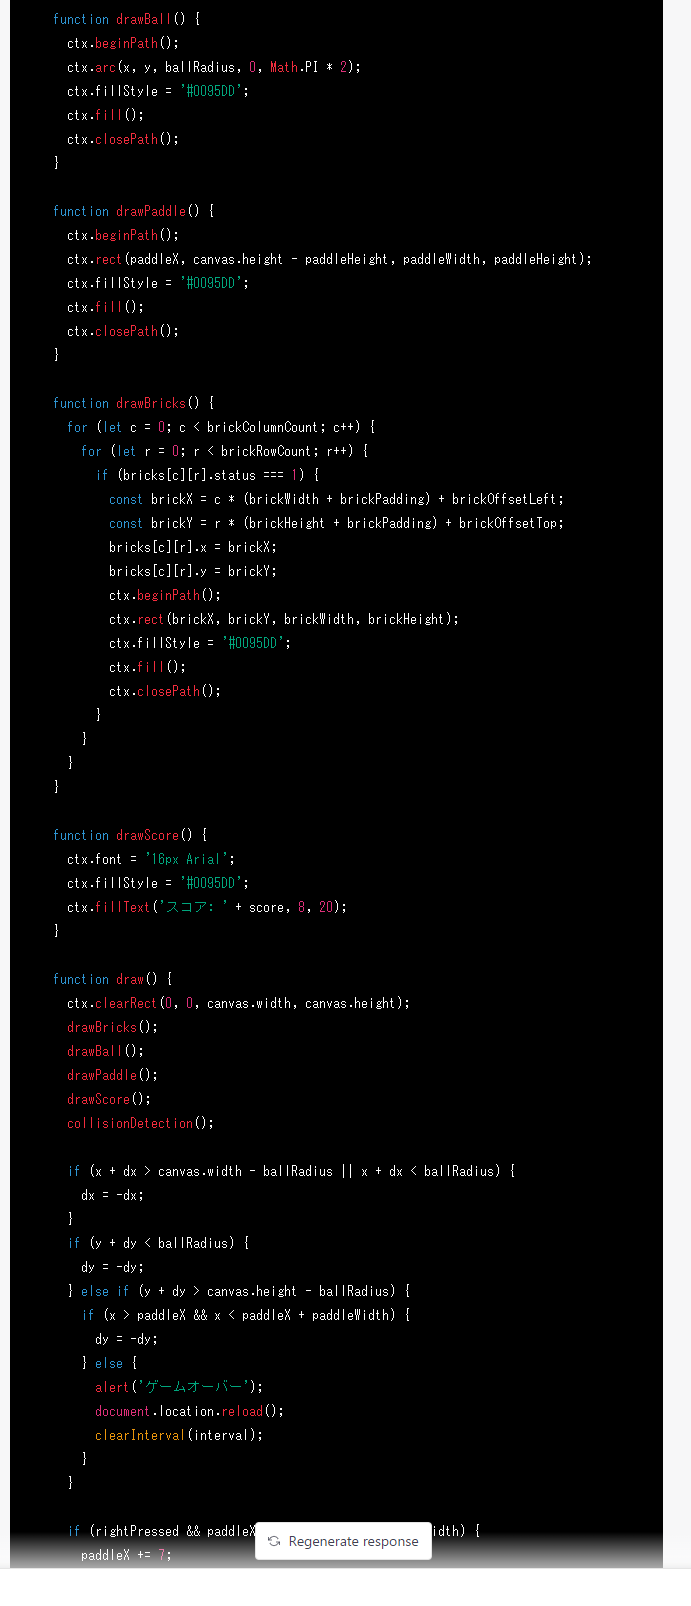 function drawBall() {
ctx.beginPath();
ctx.arc(x, y, ballRadius, 0, Math.PI * 2);
ctx.fillStyle = '#0095DD';
ctx.fill();
ctx.closePath();
}
function drawPaddle() {
ctx.beginPath();
ctx.rect(paddleX, canvas.height - paddleHeight, paddleWidth, paddleHeight);
ctx.fillStyle = '#0095DD';
ctx.fill();
ctx.closePath();
}
function drawBricks() {
for (let c = 0; c < brickColumnCount; c++) {
for (let r = 0; r < brickRowCount; r++) {
if (bricks[c][r].status === 1) {
const brickX = c * (brickWidth + brickPadding) + brickOffsetLeft;
const brickY = r * (brickHeight + brickPadding) + brickOffsetTop;
bricks[c][r].x = brickX;
bricks[c][r].y = brickY;
ctx.beginPath();
ctx.rect(brickX, brickY, brickWidth, brickHeight);
ctx.fillStyle = '#0095DD';
ctx.fill();
ctx.closePath();
}
}
}
}
function drawScore() {
ctx.font = '16px Arial';
ctx.fillStyle = '#0095DD';
ctx.fillText('スコア: ' + score, 8, 20);
}
function draw() {
ctx.clearRect(0, 0, canvas.width, canvas.height);
drawBricks();
drawBall();
drawPaddle();
drawScore();
collisionDetection();
if (x + dx > canvas.width - ballRadius || x + dx < ballRadius) {
dx = -dx;
}
if (y + dy < ballRadius) {
dy = -dy;
} else if (y + dy > canvas.height - ballRadius) {
if (x > paddleX && x < paddleX + paddleWidth) {
dy = -dy;
} else {
alert('ゲームオーバー');
document.location.reload();
clearInterval(interval);
}
}
if (rightPressed && paddleX idth) {
Regenerate response
paddleX += 7;